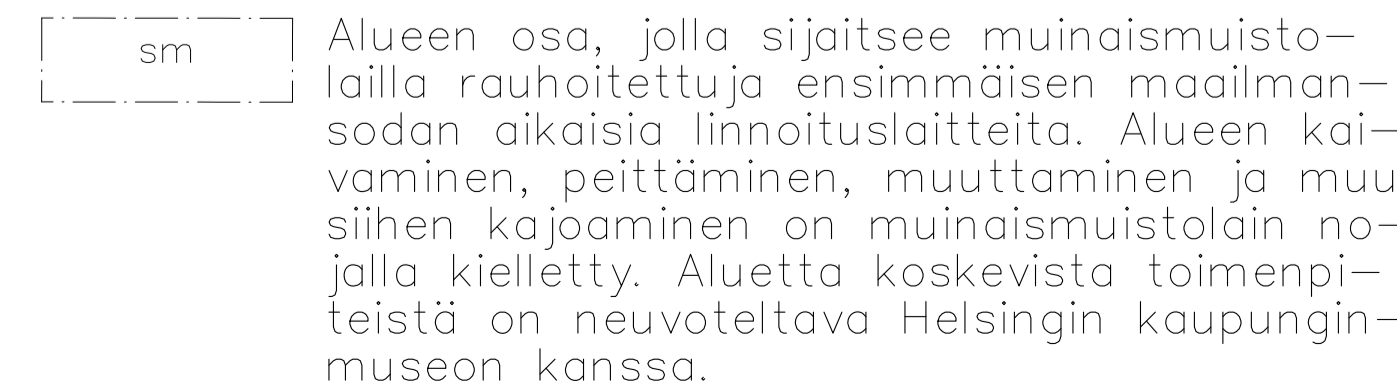 sm
Alueen osa, jolla sijaitsee muinaismuisto-
lailla rauhoitettuja ensimmäisen maailman-
sodan aikaisia linnoituslaitteita. Alueen kai-
vaminen, peittäminen, muuttaminen ja muu
siihen kajoaminen on muinaismuistolain no-
jalla kielletty. Aluetta koskevista toimenpi-
teistä on neuvoteltava Helsingin kaupungin-
museon kanssa.